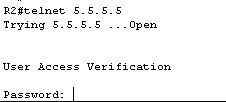 R2#telnet 5.5.5.5
Trying 5.5.5.5 ...Open
User Access Verification
Password: